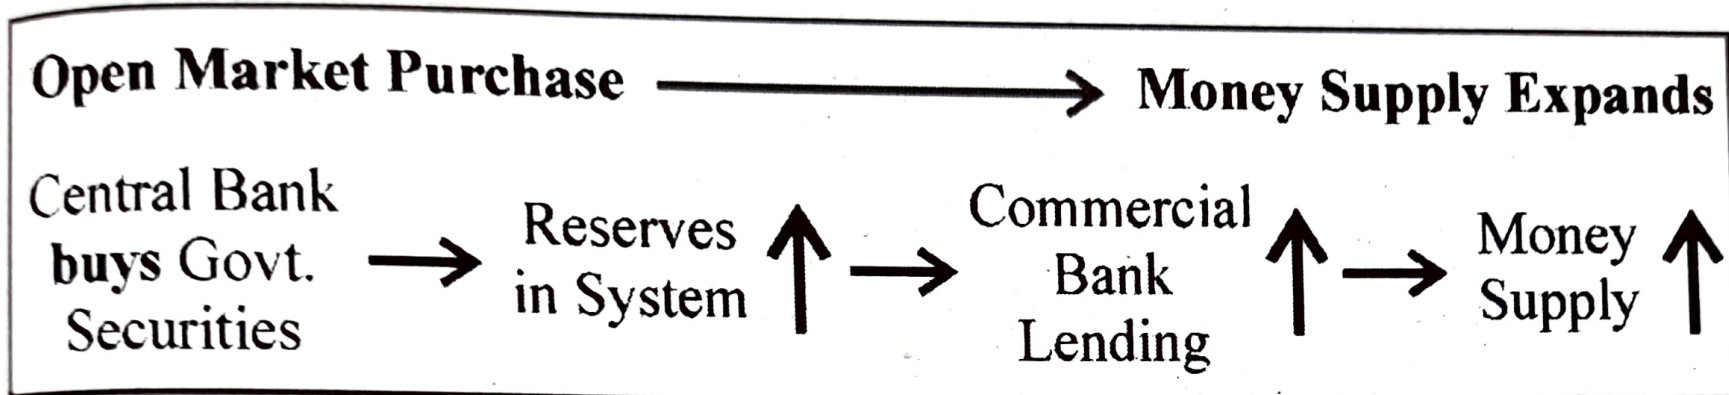 Open Market Purchase → Money Supply Expands
Central Bank
buys Govt.
Securities
→
Reserves
in System
↑
→
Commercial
Bank
Lending
↑
→
Money
Supply
↑